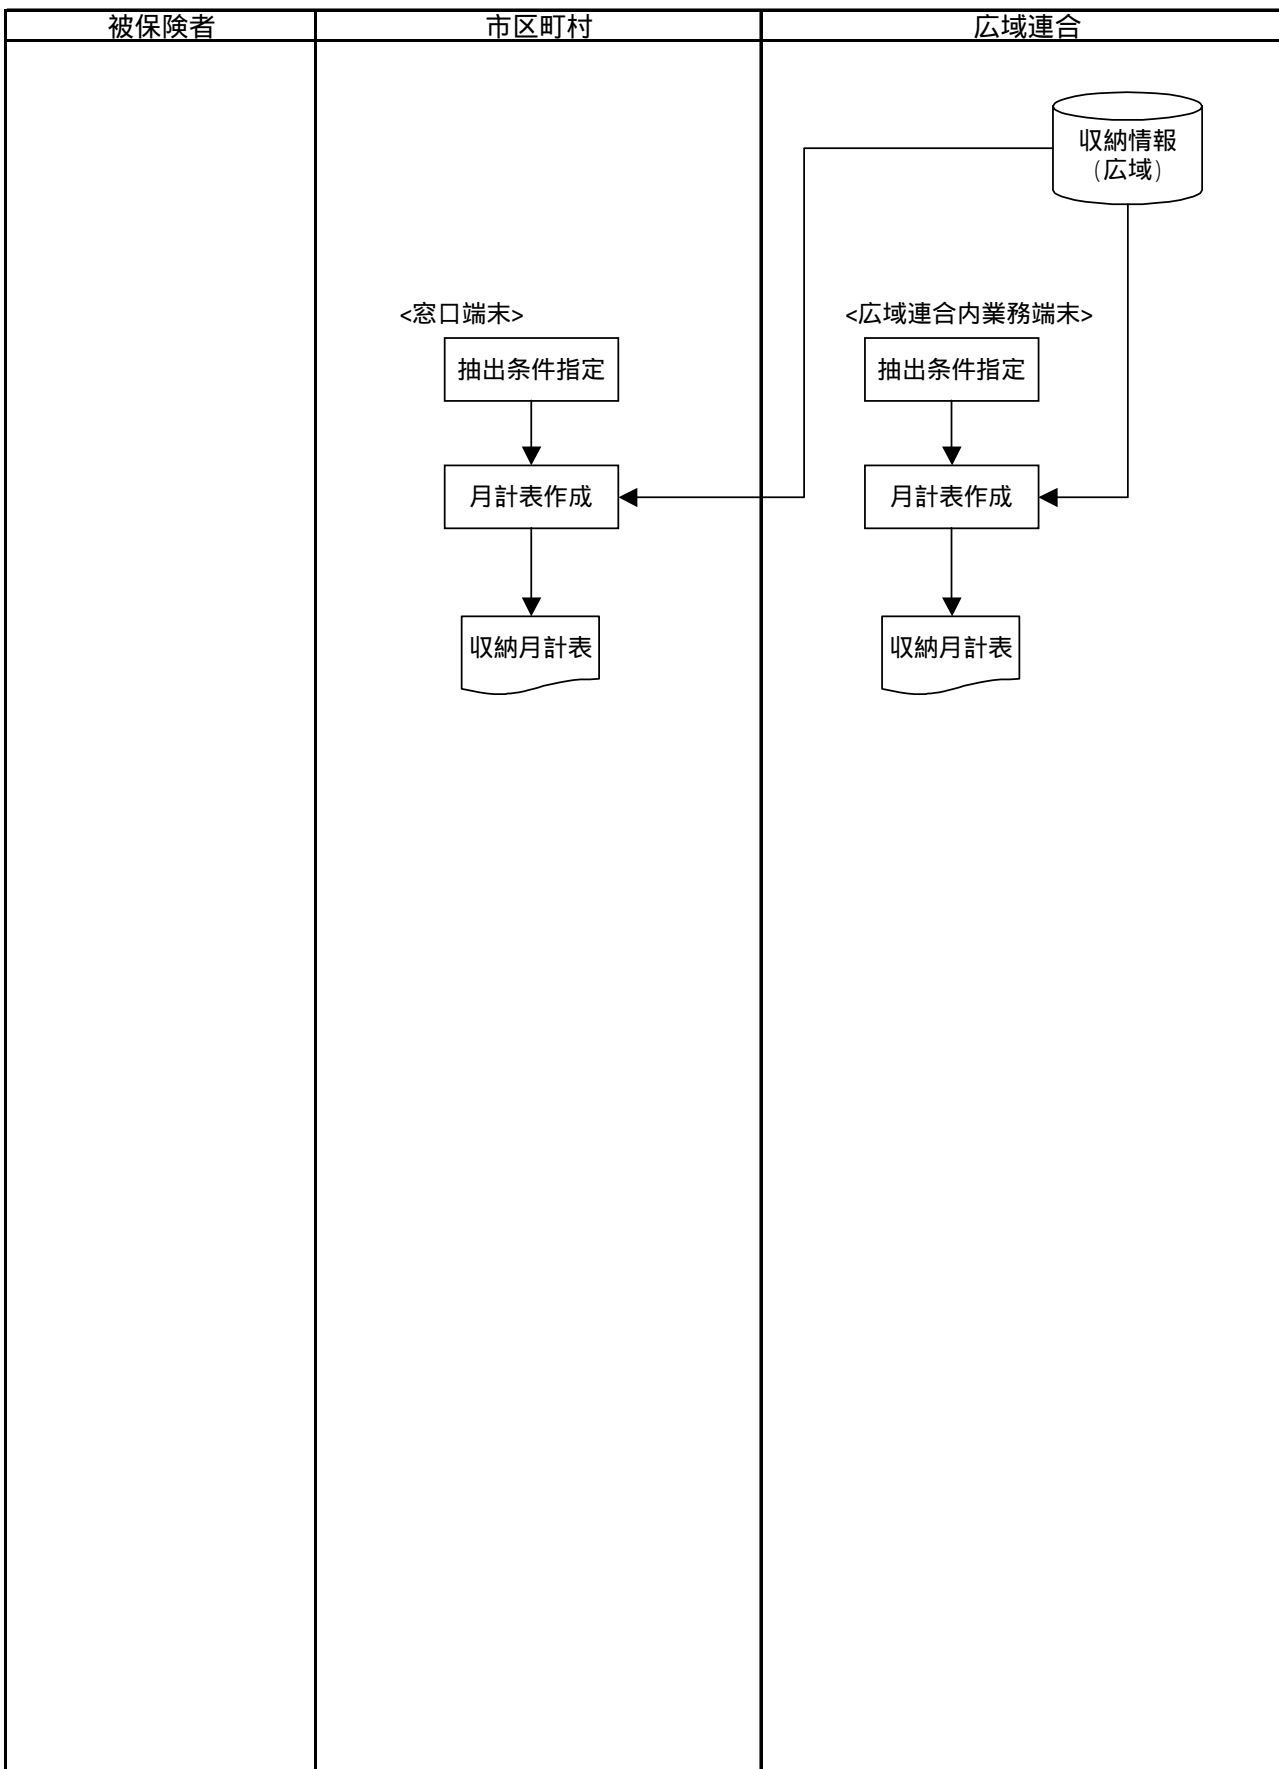 被保険者
市区町村
広域連合
収納情報
(広域)
<窓口端末>
<広域連合内業務端末>
抽出条件指定
抽出条件指定
月計表作成
月計表作成
収納月計表
収納月計表